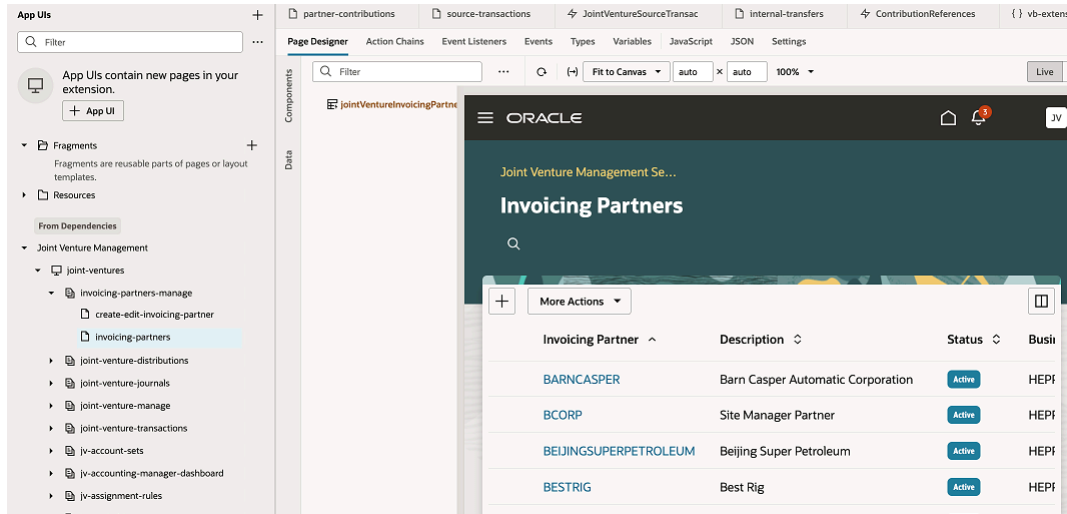 App UIs
Filter
App UIs contain new pages in your
extension.
+ App UI
Fragments
Fragments are reusable parts of pages or layout
templates.
Resources
From Dependencies
Joint Venture Management
joint-ventures
invoicing-partners-manage
create-edit-invoicing-partner
invoicing-partners
joint-venture-distributions
joint-venture-journals
joint-venture-manage
joint-venture-transactions
jv-account-sets
jv-accounting-manager-dashboard
jv-assignment-rules
partner-contributions source-transactions JointVentureSourceTransac internal-transfers ContributionReferences { } vb-exten
Page Designer Action Chains Event Listeners Events Types Variables JavaScript JSON Settings
Components
Data
Filter Fit to Canvas auto × auto 100% Live
jointVentureInvoicingPartne
ORACLE 3 JV
Joint Venture Management Se...
Invoicing Partners
More Actions
Invoicing Partner Description Status Busin
BARNCASPER Barn Casper Automatic Corporation Active HEPF
BCORP Site Manager Partner Active HEPF
BEIJINGSUPERPETROLEUM Beijing Super Petroleum Active HEPF
BESTRIG Best Rig Active HEPF